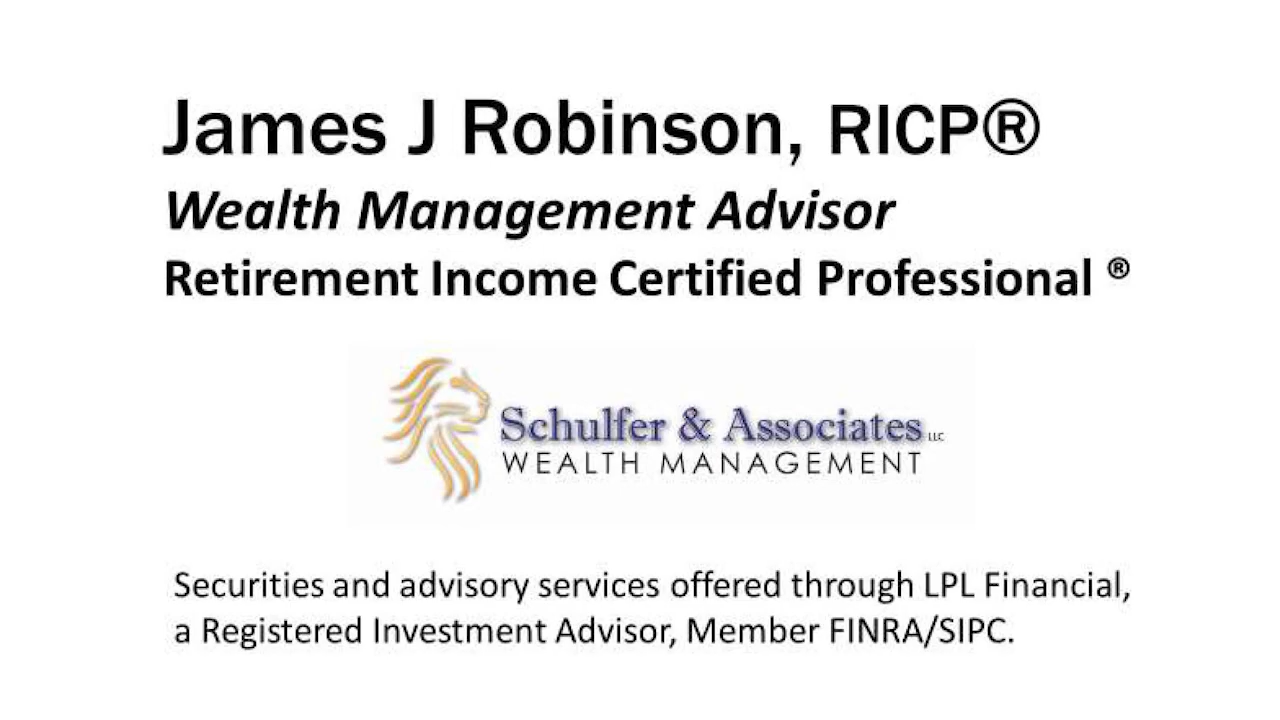 James J Robinson, RICP®
Wealth Management Advisor
Retirement Income Certified Professional ®
Schulfer & Associates LLC
WEALTH MANAGEMENT
Securities and advisory services offered through LPL Financial,
a Registered Investment Advisor, Member FINRA/SIPC.